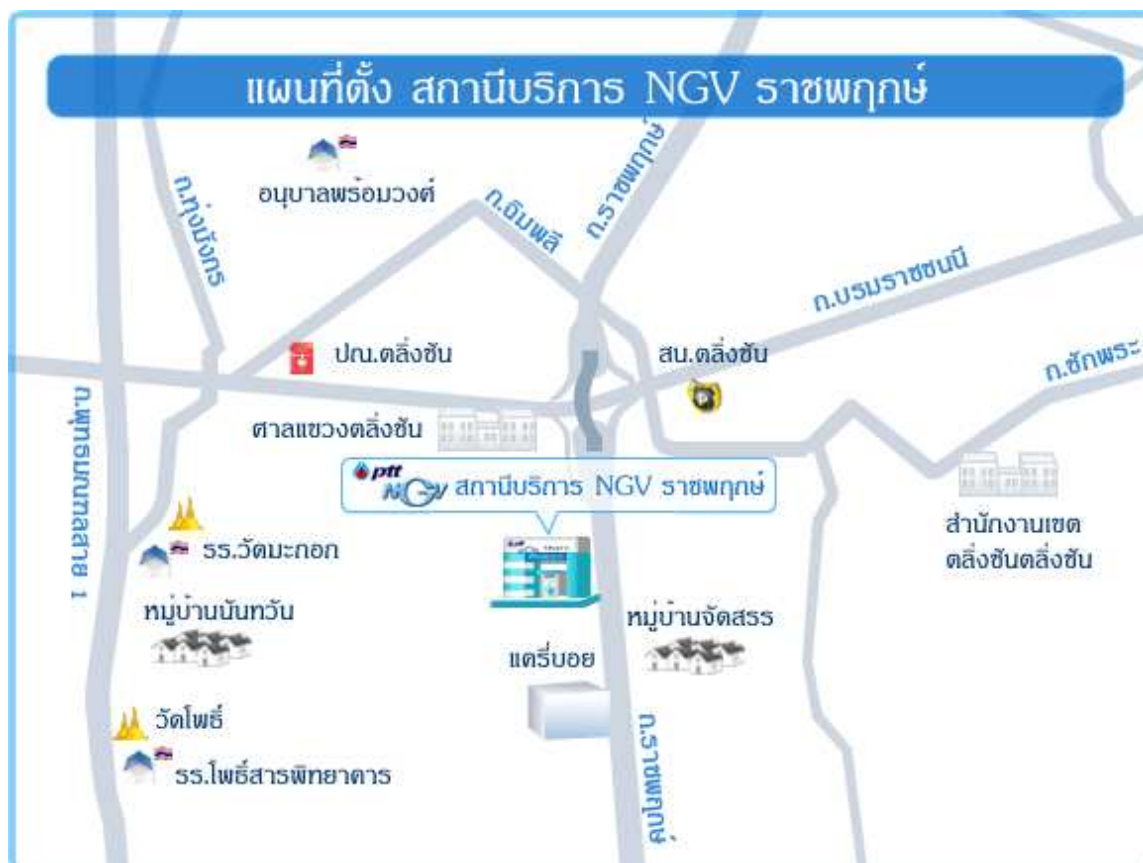 แผนที่ตั้ง สถานีบริการ NGV ราชพฤกษ์
อนุบาลพร้อมวงศ์
ถ.ทุ่งมังกร
ถ.ฉิมพลี
ถ.ราชพฤกษ์
ถ.บรมราชชนนี
ปณ.ตลิ่งชัน
สน.ตลิ่งชัน
ถ.ชักพระ
ถ.พุทธมณฑลสาย 1
ศาลแขวงตลิ่งชัน
ptt
NGV สถานีบริการ NGV ราชพฤกษ์
สำนักงานเขต
ตลิ่งชันตลิ่งชัน
รร.วัดมะกอก
หมู่บ้านนันทวัน
หมู่บ้านจัดสรร
แครี่บอย
วัดโพธิ์
รร.โพธิ์สารพิทยาคาร
ถ.ราชพฤกษ์